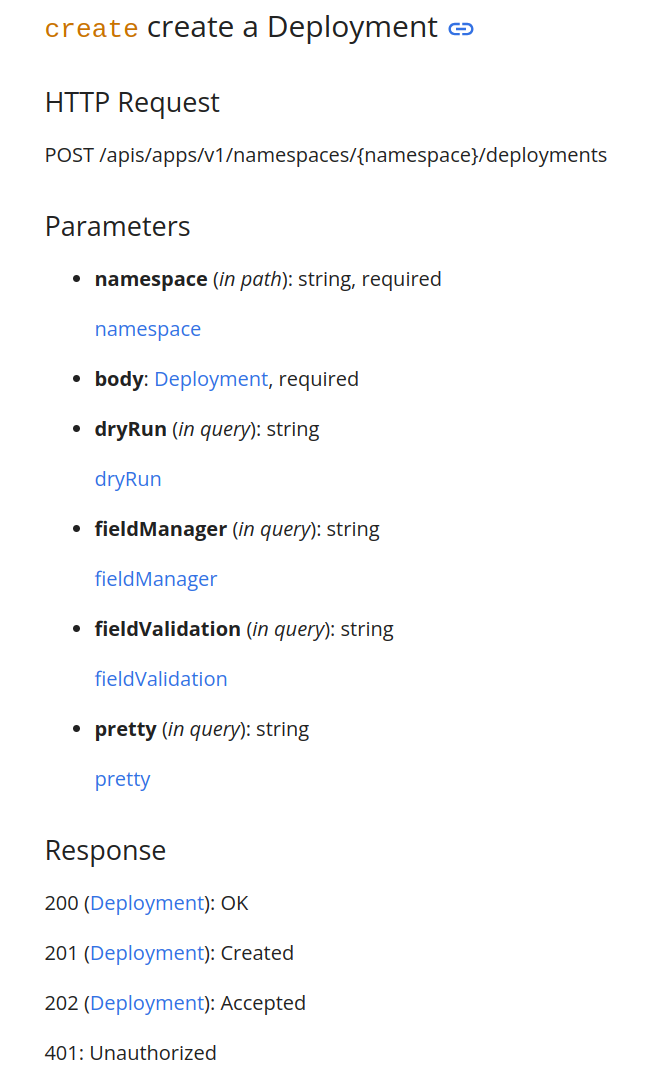 create create a Deployment
HTTP Request
POST /apis/apps/v1/namespaces/{namespace}/deployments
Parameters
• namespace (in path): string, required
namespace
• body: Deployment, required
• dryRun (in query): string
dryRun
• fieldManager (in query): string
fieldManager
• fieldValidation (in query): string
fieldValidation
• pretty (in query): string
pretty
Response
200 (Deployment): OK
201 (Deployment): Created
202 (Deployment): Accepted
401: Unauthorized